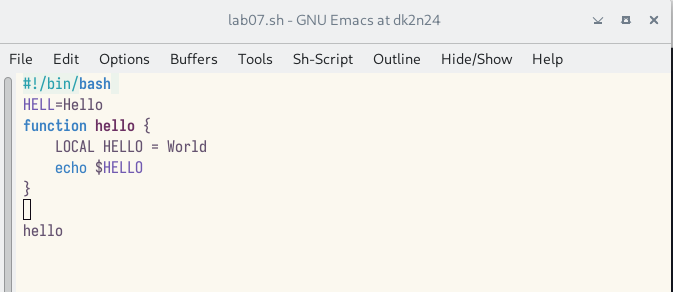 lab07.sh - GNU Emacs at dk2n24
File Edit Options Buffers Tools Sh-Script Outline Hide/Show Help
#!/bin/bash
HELL=Hello
function hello {
    LOCAL HELLO = World
    echo $HELLO
}
hello